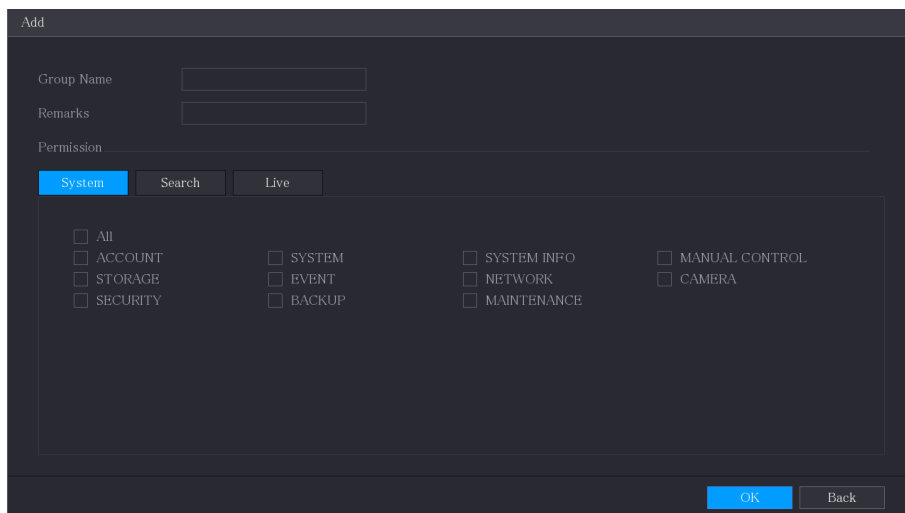 Add
Group Name
Remarks
Permission
System Search Live
All
ACCOUNT SYSTEM SYSTEM INFO MANUAL CONTROL
STORAGE EVENT NETWORK CAMERA
SECURITY BACKUP MAINTENANCE
OK Back